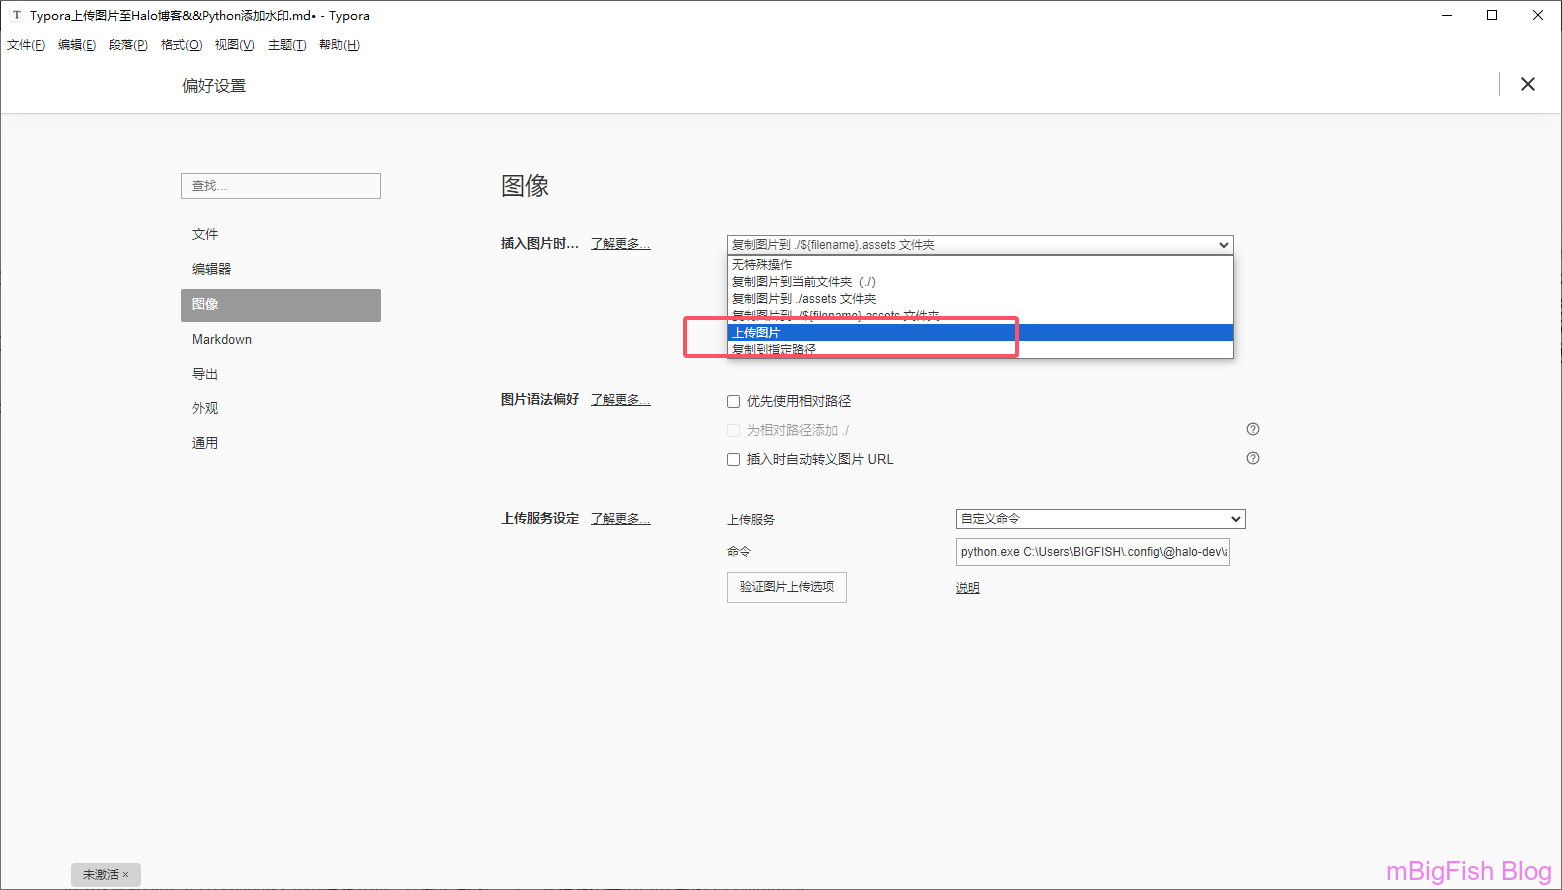 Typora上传图片至Halo博客&&Python添加水印.md• - Typora
文件(F) 编辑(E) 段落(P) 格式(O) 视图(V) 主题(T) 帮助(H)
偏好设置
查找...
文件
编辑器
图像
Markdown
导出
外观
通用
图像
插入图片时... 了解更多...
复制图片到 ./${filename}.assets 文件夹
无特殊操作
复制图片到当前文件夹（./）
复制图片到 ./assets 文件夹
复制图片到 ./${filename}.assets 文件夹
上传图片
复制到指定路径
图片语法偏好 了解更多...
优先使用相对路径
为相对路径添加 ./
插入时自动转义图片 URL
上传服务设定 了解更多...
上传服务 自定义命令
命令 python.exe C:\Users\BIGFISH\.config\@halo-dev\
验证图片上传选项 说明
未激活 ×
mBigFish Blog